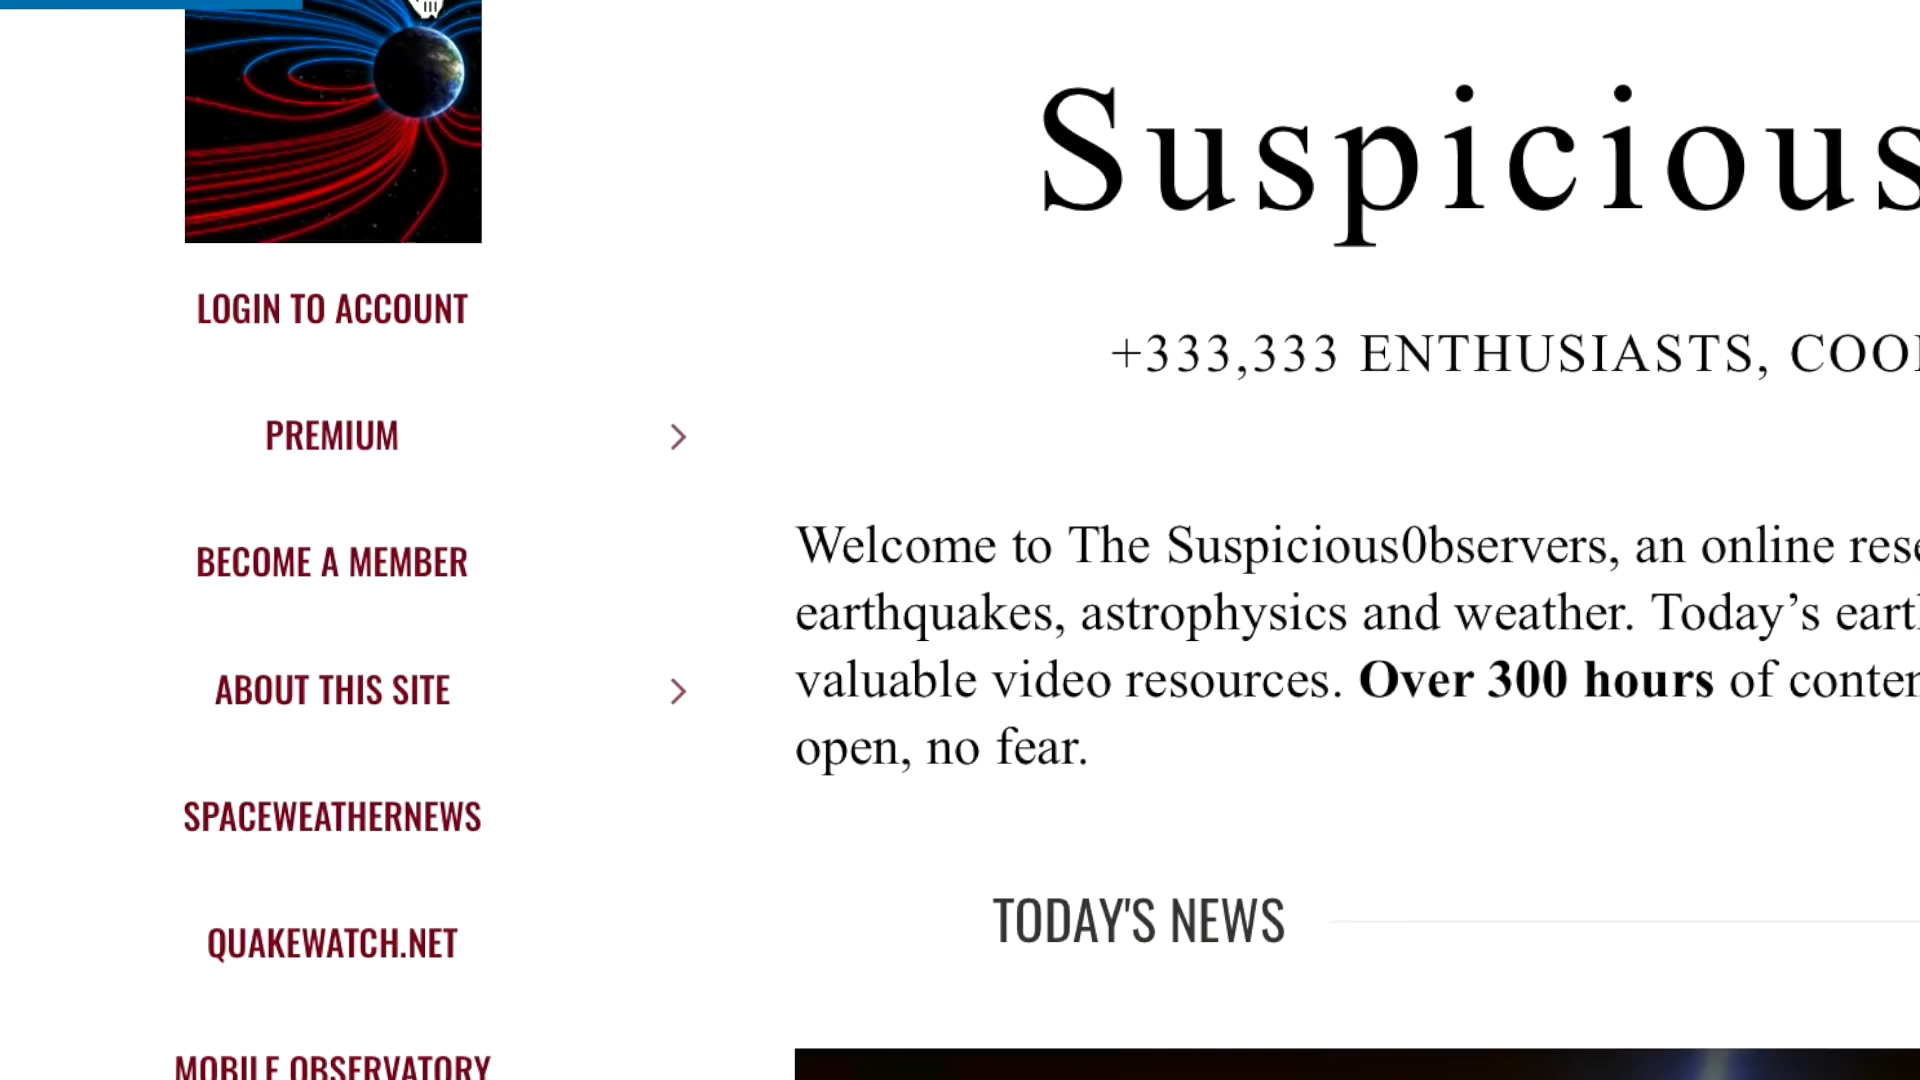 LOGIN TO ACCOUNT
PREMIUM
BECOME A MEMBER
ABOUT THIS SITE
SPACEWEATHERNEWS
QUAKEWATCH.NET
MOBILE OBSERVATORY
Suspicious
+333,333 ENTHUSIASTS,
Welcome to The Suspicious0bservers, an online
earthquakes, astrophysics and weather. Today’s
valuable video resources. Over 300 hours of
open, no fear.
TODAY'S NEWS